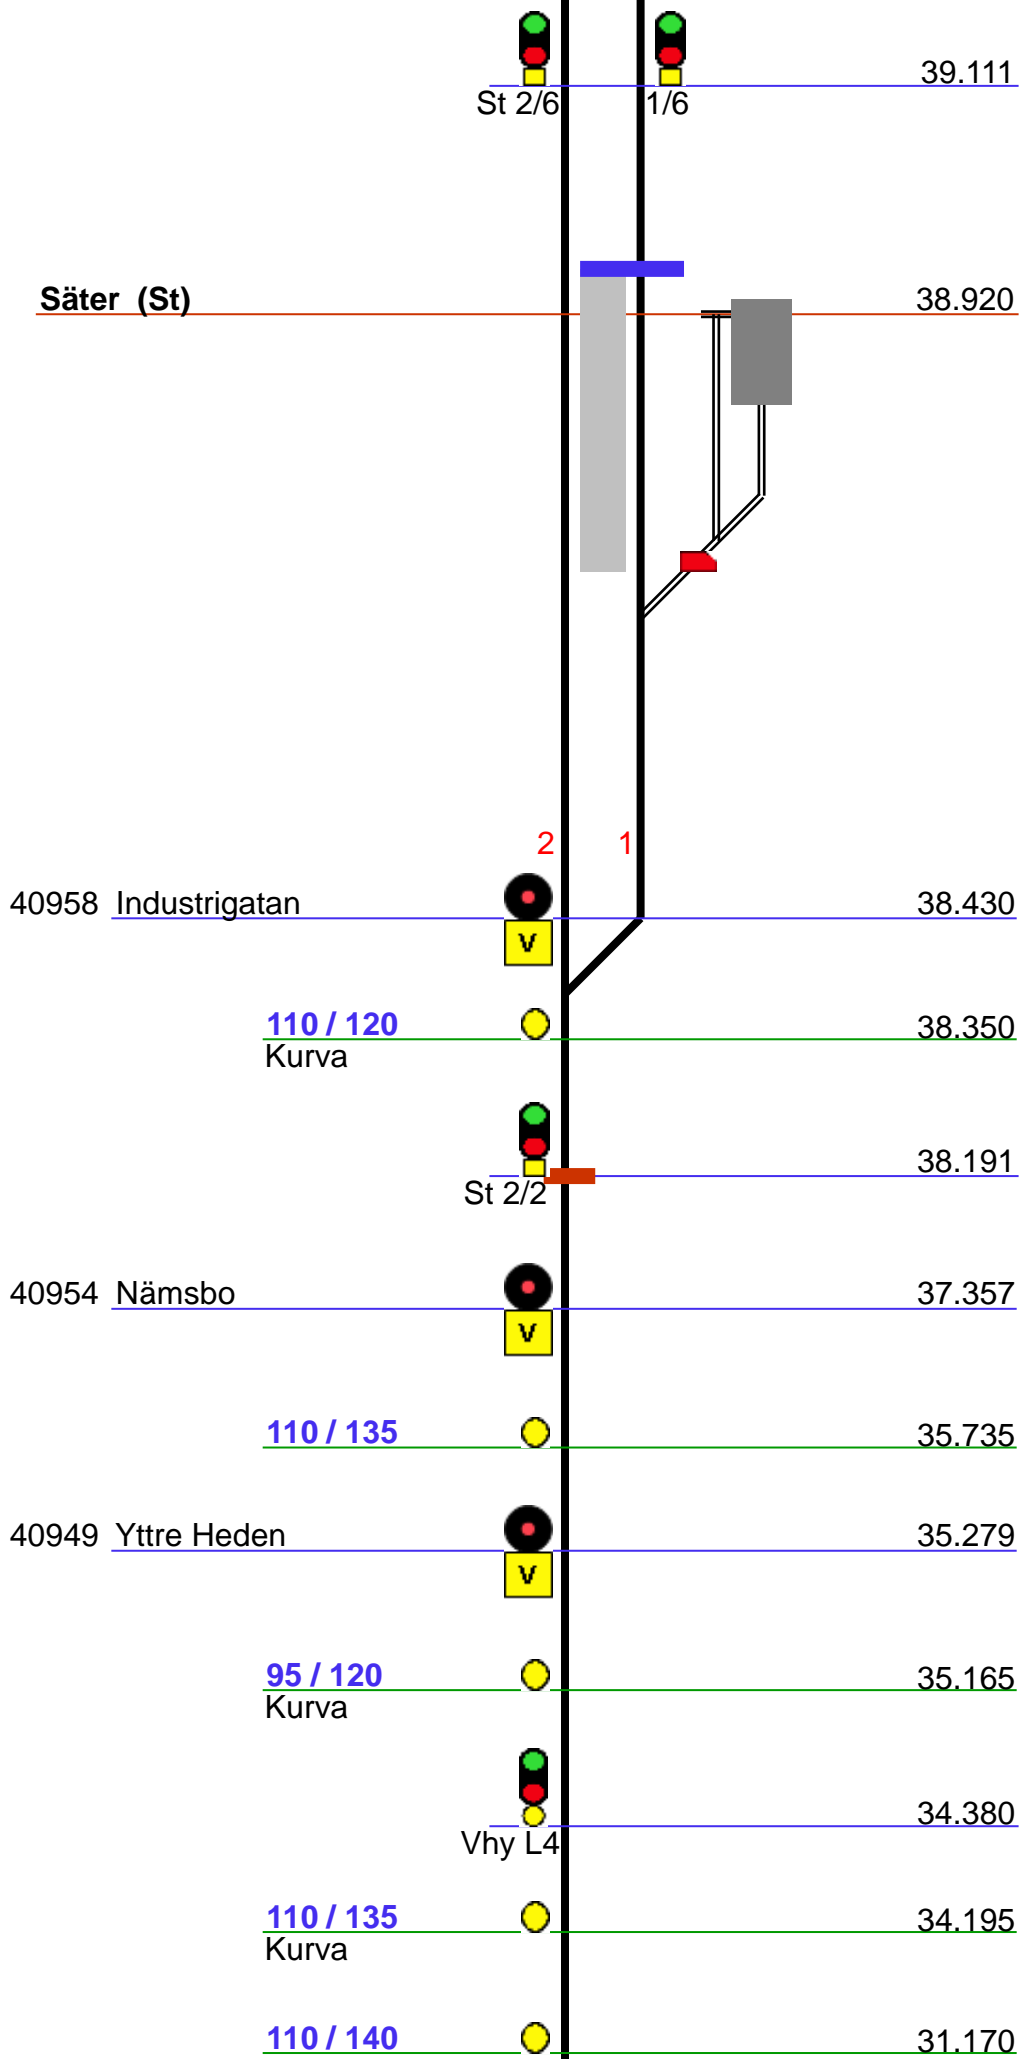 39.111
St 2/6 1/6
Säter (St) 38.920
2 1
40958 Industrigatan 38.430
V
110 / 120 38.350
Kurva
38.191
St 2/2
40954 Nämsbo 37.357
V
110 / 135 35.735
40949 Yttre Heden 35.279
V
95 / 120 35.165
Kurva
34.380
Vhy L4
110 / 135 34.195
Kurva
110 / 140 31.170